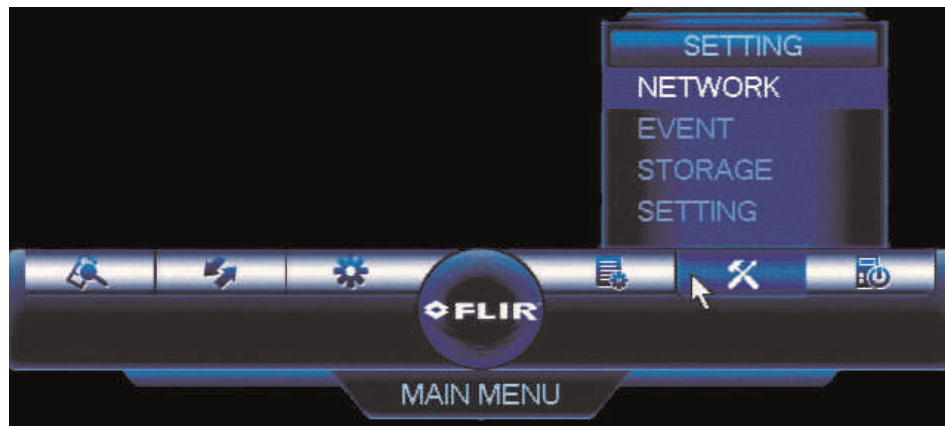 SETTING
NETWORK
EVENT
STORAGE
SETTING
FLIR
MAIN MENU